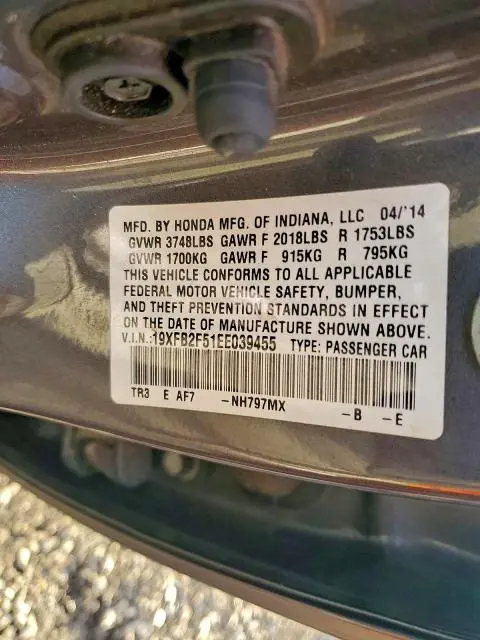 MFD. BY HONDA MFG. OF INDIANA, LLC 04/'14
GVWR 3748LBS GAWR F 2018LBS R 1753LBS
GVWR 1700KG GAWR F 915KG R 795KG
THIS VEHICLE CONFORMS TO ALL APPLICABLE
FEDERAL MOTOR VEHICLE SAFETY, BUMPER,
AND THEFT PREVENTION STANDARDS IN EFFECT
ON THE DATE OF MANUFACTURE SHOWN ABOVE.
V.I.N.:19XFB2F51EE039455 TYPE: PASSENGER CAR
TR3 E AF7 -NH797MX -B -E